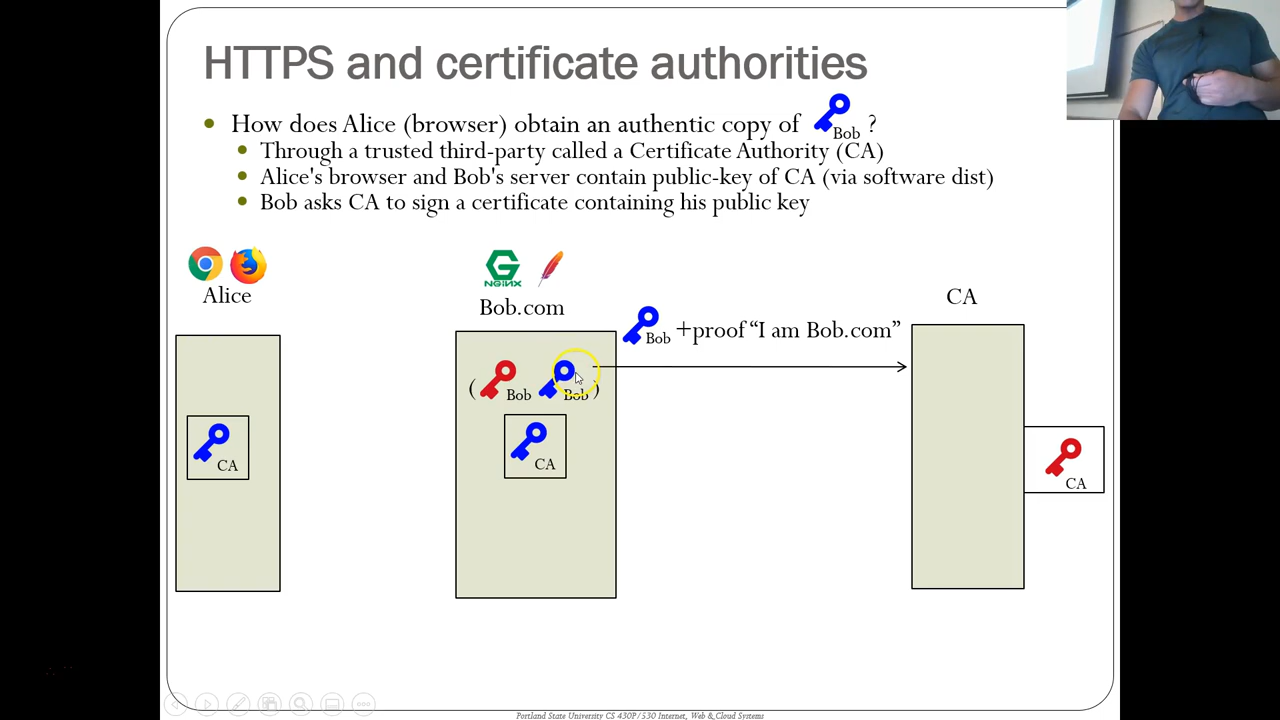 HTTPS and certificate authorities
How does Alice (browser) obtain an authentic copy of Bob ?
Through a trusted third-party called a Certificate Authority (CA)
Alice's browser and Bob's server contain public-key of CA (via software dist)
Bob asks CA to sign a certificate containing his public key
NGINX
Alice
Bob.com
CA
Bob +proof “I am Bob.com”
( Bob Bob )
CA
CA
CA
Portland State University CS 430P/530 Internet, Web & Cloud Systems